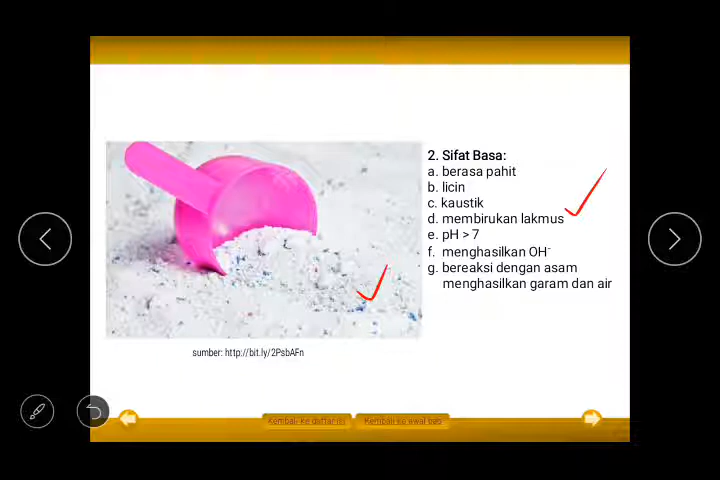 2. Sifat Basa:
a. berasa pahit
b. licin
c. kaustik
d. membirukan lakmus
e. pH > 7
f. menghasilkan OH⁻
g. bereaksi dengan asam
menghasilkan garam dan air
sumber: http://bit.ly/2PsbAFn
Kembali ke daftar isi Kembali ke awal bab